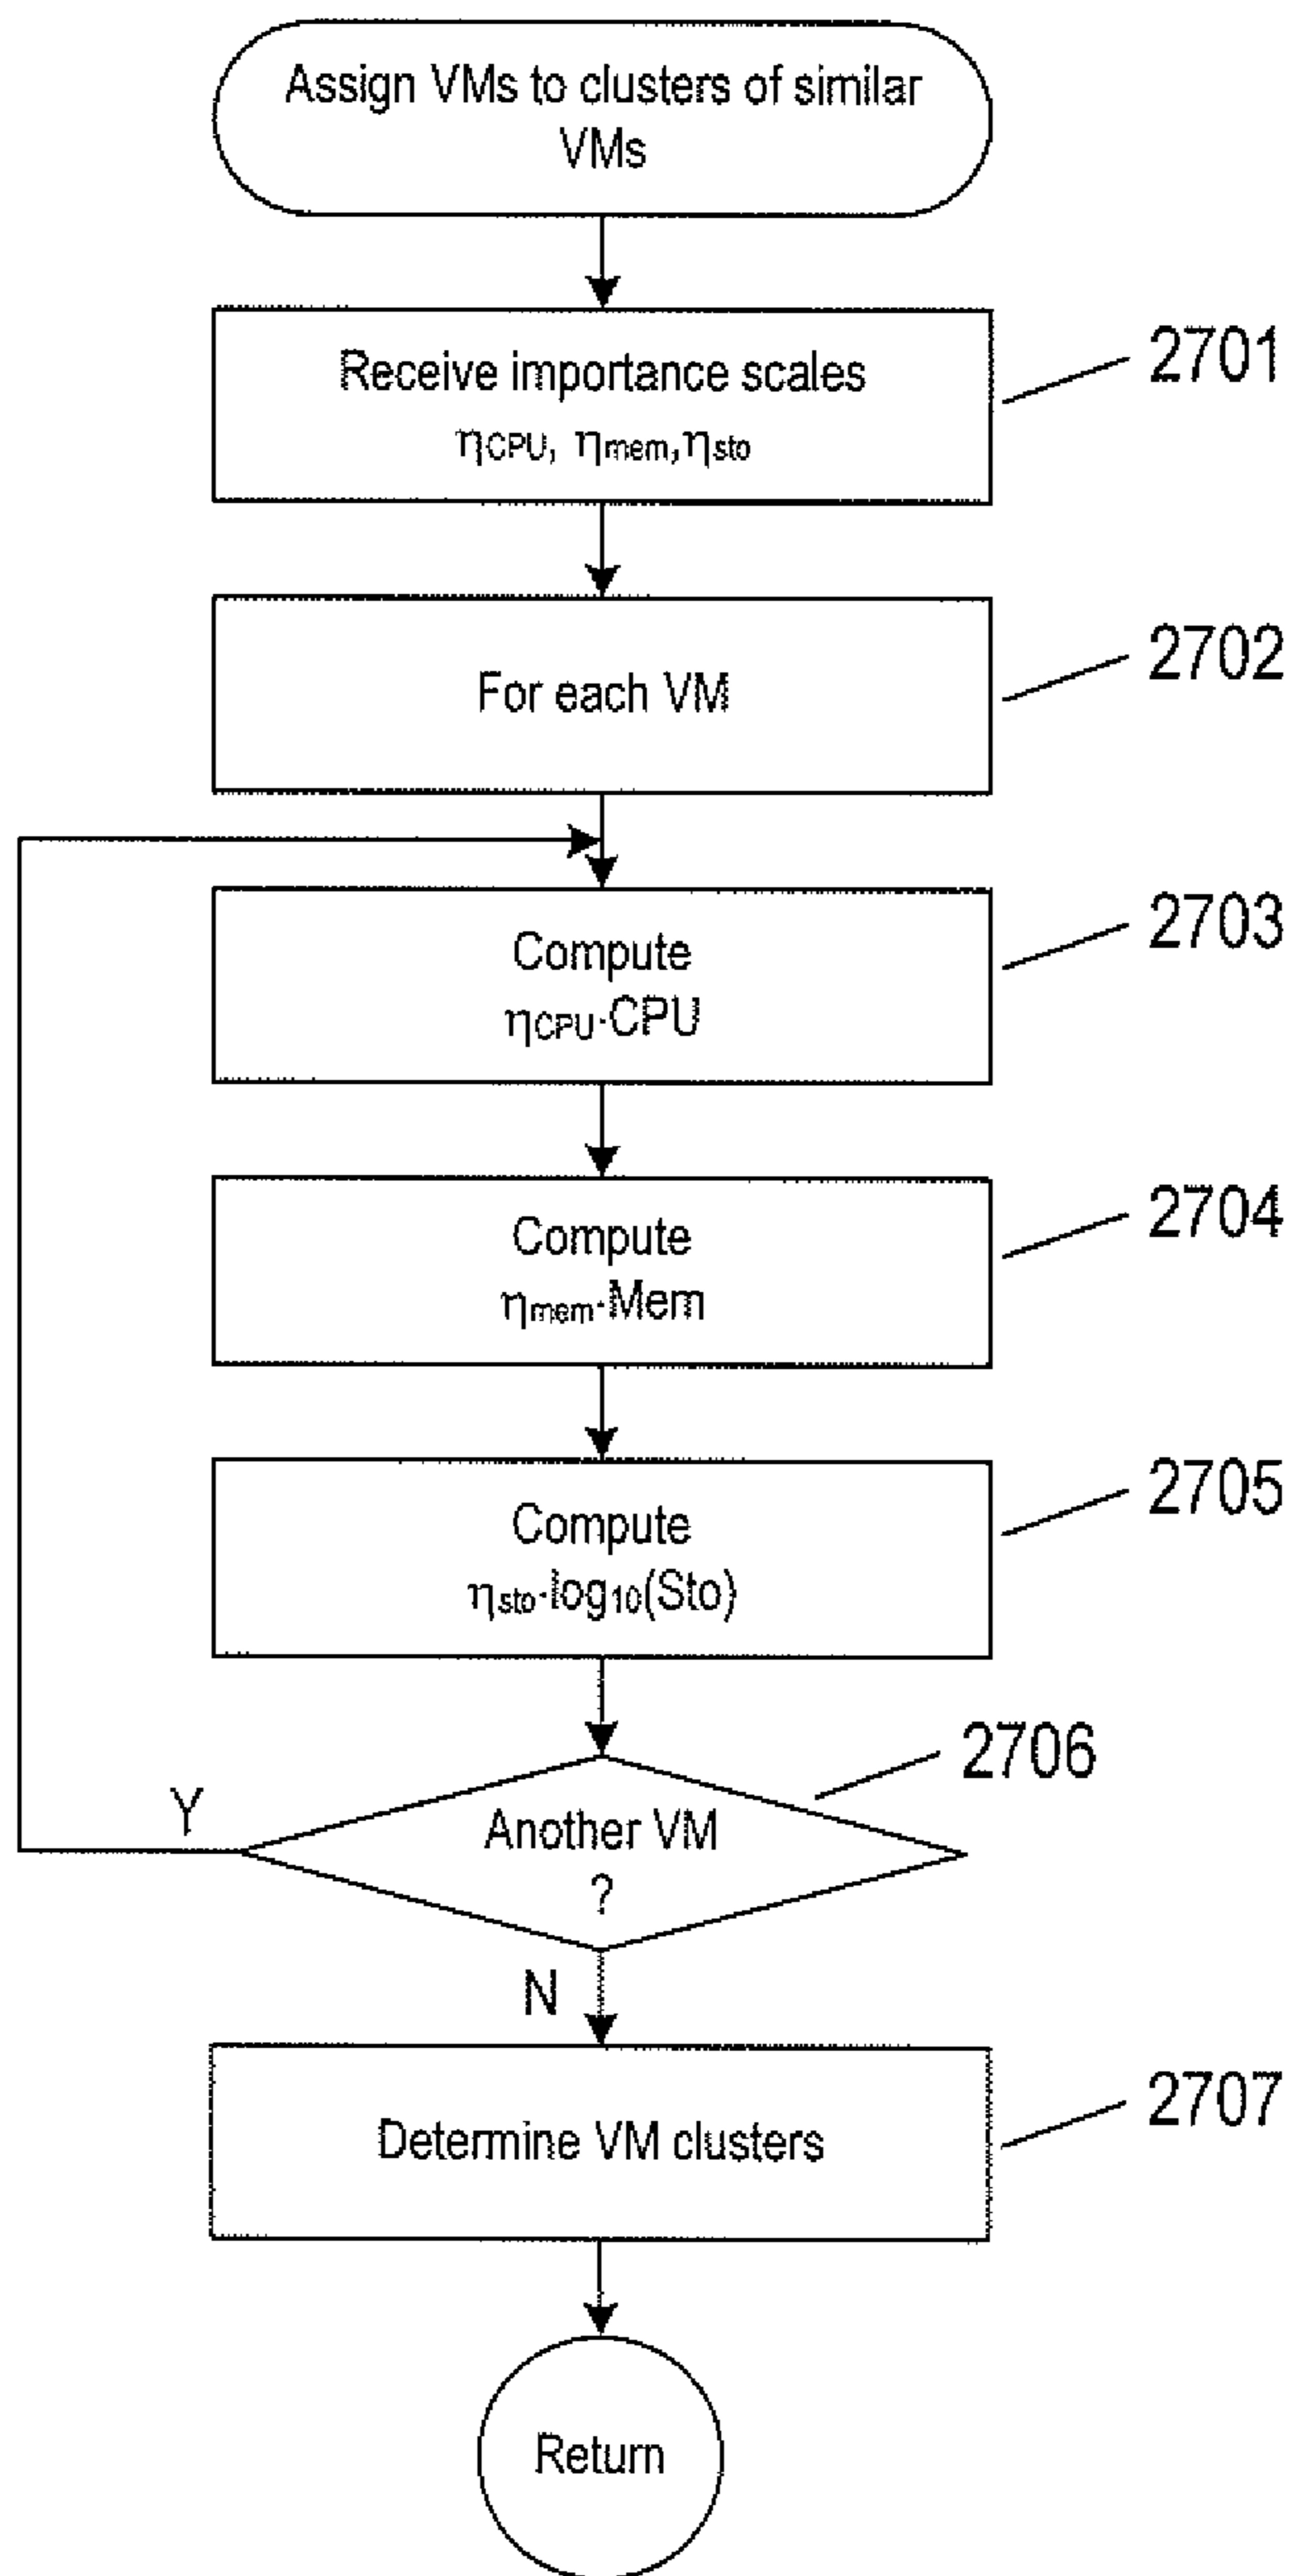 Assign VMs to clusters of similar
VMs
Receive importance scales
ηCPU, ηmem,ηsto
2701
For each VM
2702
Compute
ηCPU·CPU
2703
Compute
ηmem·Mem
2704
Compute
ηsto·log10(Sto)
2705
Another VM
?
2706
Y
N
Determine VM clusters
2707
Return